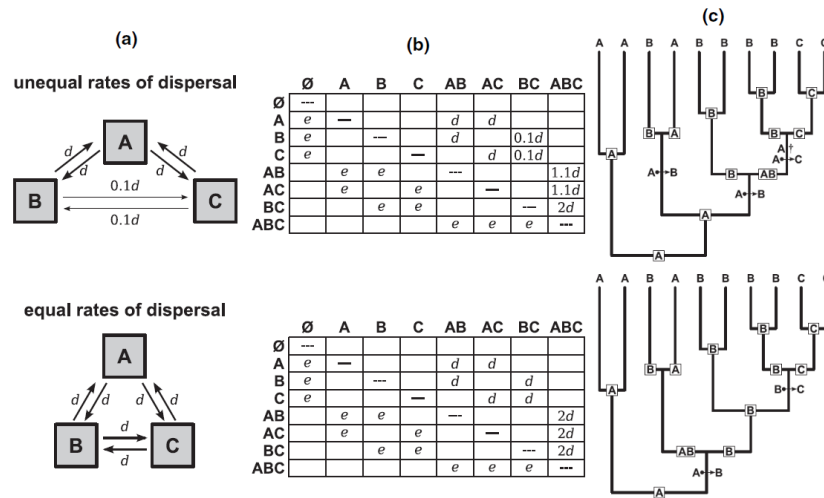 (a)
(b)
(c)
unequal rates of dispersal
A
B
C
d
d
d
d
0.1d
0.1d
Ø A B C AB AC BC ABC
Ø ---
A e — d d
B e --- d 0.1d
C e — d 0.1d
AB e e --- 1.1d
AC e e — 1.1d
BC e e --- 2d
ABC e e e ---
A A B A B B B B C C
B C
B
B A
B C
A
A †
A B
A C
B AB
A B
A
A
equal rates of dispersal
A
B
C
d
d
d
d
d
d
Ø A B C AB AC BC ABC
Ø ---
A e — d d
B e --- d d
C e — d d
AB e e --- 2d
AC e e — 2d
BC e e --- 2d
ABC e e e ---
A A B A B B B B C C
B C
B
B A
B C
B C
A
B
AB B
A B
A